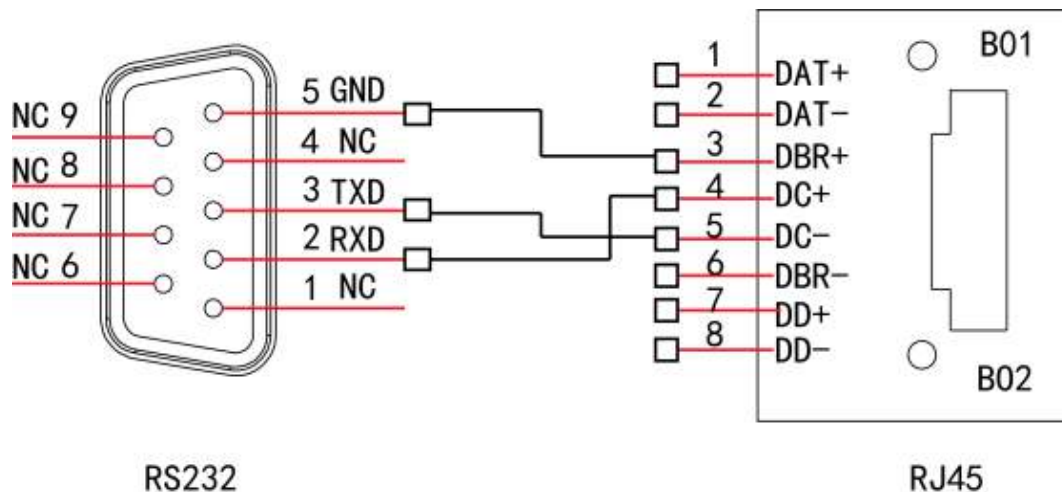 NC 9
NC 8
NC 7
NC 6
5 GND
4 NC
3 TXD
2 RXD
1 NC
1 DAT+
2 DAT-
3 DBR+
4 DC+
5 DC-
6 DBR-
7 DD+
8 DD-
B01
B02
RS232
RJ45